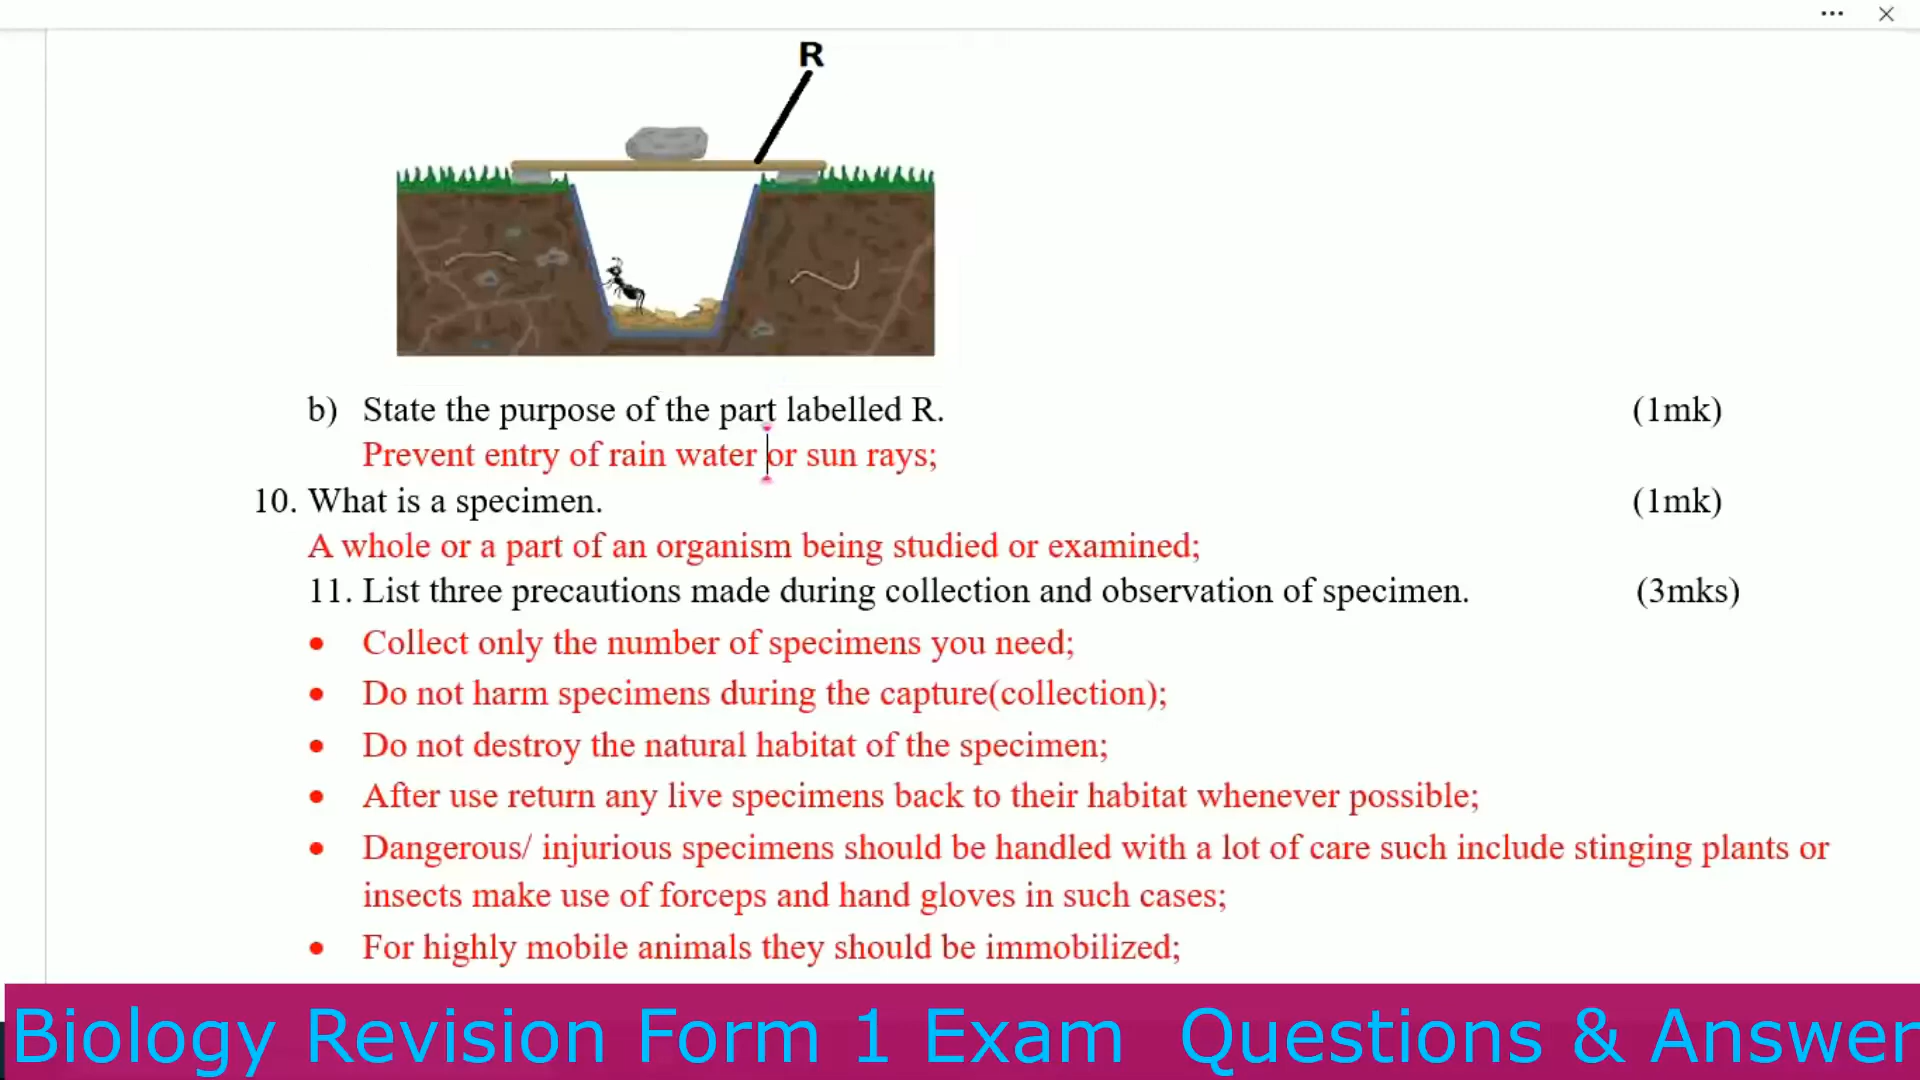 R
b) State the purpose of the part labelled R. (1mk)
Prevent entry of rain water or sun rays;
10. What is a specimen. (1mk)
A whole or a part of an organism being studied or examined;
11. List three precautions made during collection and observation of specimen. (3mks)
• Collect only the number of specimens you need;
• Do not harm specimens during the capture(collection);
• Do not destroy the natural habitat of the specimen;
• After use return any live specimens back to their habitat whenever possible;
• Dangerous/ injurious specimens should be handled with a lot of care such include stinging plants or
insects make use of forceps and hand gloves in such cases;
• For highly mobile animals they should be immobilized;
Biology Revision Form 1 Exam Questions & Answer